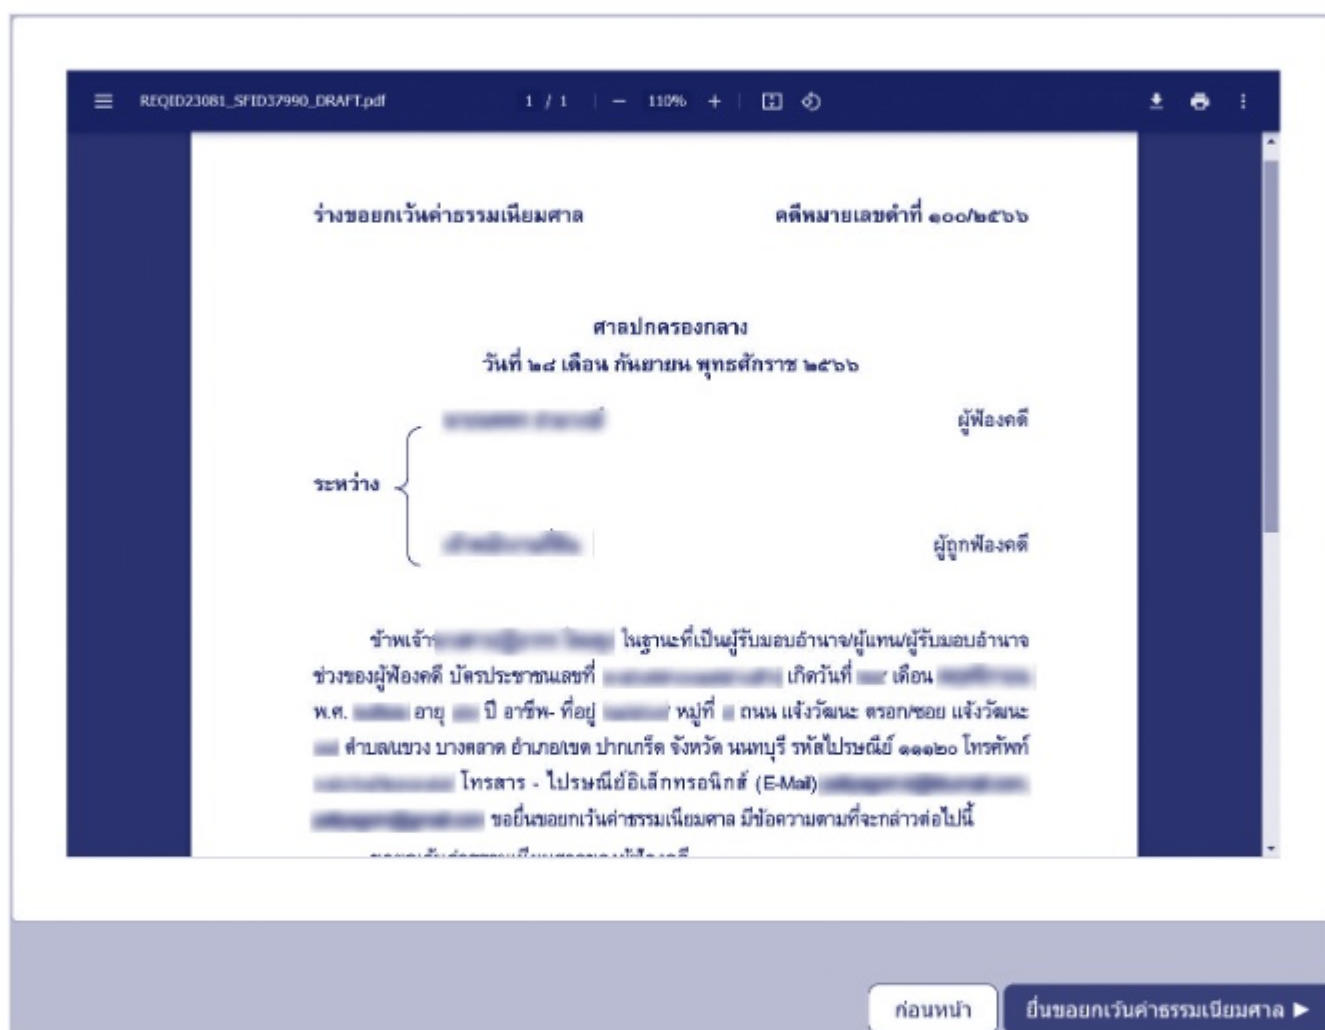 REQID23081_SFID37990_DRAFT.pdf 1 / 1 − 110% +
ร่างขอยกเว้นค่าธรรมเนียมศาล คดีหมายเลขดำที่ ๑๐๐/๒๕๖๖
ศาลปกครองกลาง
วันที่ ๒๘ เดือน กันยายน พุทธศักราช ๒๕๖๖
ผู้ฟ้องคดี
ระหว่าง
ผู้ถูกฟ้องคดี
ข้าพเจ้า ในฐานะที่เป็นผู้รับมอบอำนาจ/ผู้แทน/ผู้รับมอบอำนาจ
ช่วงของผู้ฟ้องคดี บัตรประชาชนเลขที่ เกิดวันที่ เดือน
พ.ศ. อายุ ปี อาชีพ- ที่อยู่ หมู่ที่ ถนน แจ้งวัฒนะ ตรอก/ซอย แจ้งวัฒนะ
ตำบล/แขวง บางตลาด อำเภอ/เขต ปากเกร็ด จังหวัด นนทบุรี รหัสไปรษณีย์ ๑๑๑๒๐ โทรศัพท์
โทรสาร - ไปรษณีย์อิเล็กทรอนิกส์ (E-Mail)
ขอยื่นขอยกเว้นค่าธรรมเนียมศาล มีข้อความตามที่จะกล่าวต่อไปนี้
ก่อนหน้า ยื่นขอยกเว้นค่าธรรมเนียมศาล ▶